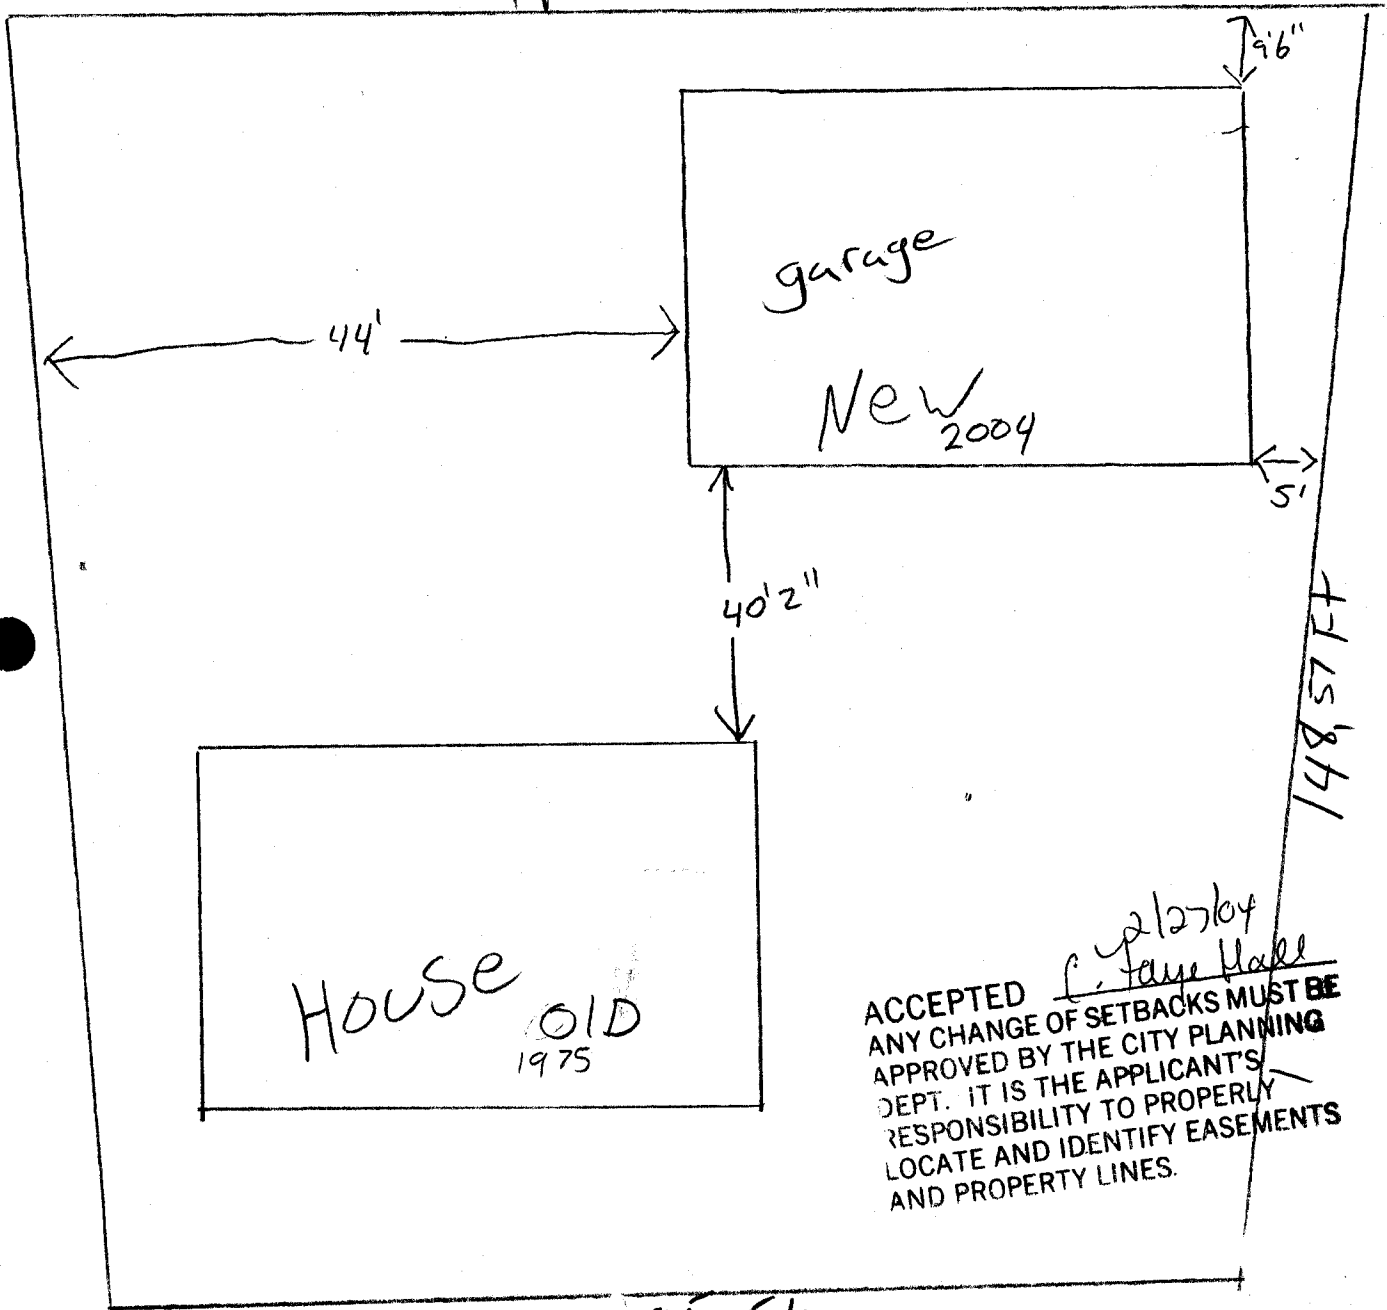 9'6"
garage
44'
New
2004
5'
40'2"
148,57 Ft
House
OLD
1975
2/27/04
ACCEPTED C. Faye Hall
ANY CHANGE OF SETBACKS MUST BE
APPROVED BY THE CITY PLANNING
DEPT. IT IS THE APPLICANT'S
RESPONSIBILITY TO PROPERLY
LOCATE AND IDENTIFY EASEMENTS
AND PROPERTY LINES.